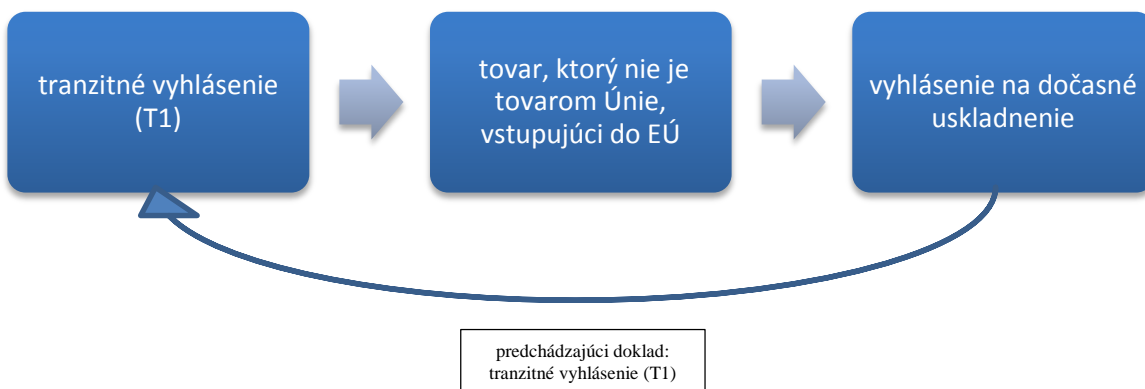 tranzitné vyhlásenie
(T1)
tovar, ktorý nie je
tovarom Únie,
vstupujúci do EÚ
vyhlásenie na dočasné
uskladnenie
predchádzajúci doklad:
tranzitné vyhlásenie (T1)